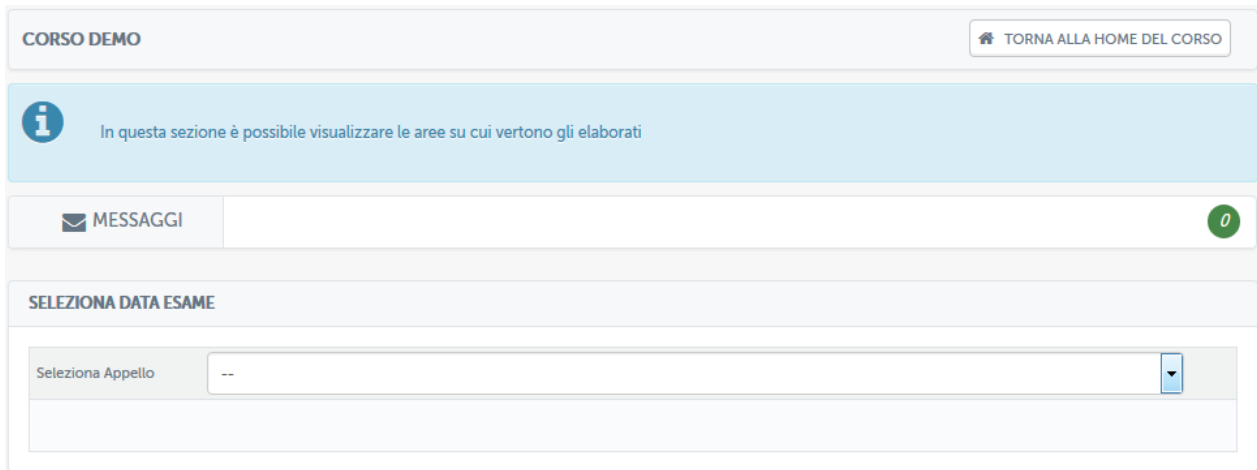 CORSO DEMO
TORNA ALLA HOME DEL CORSO
In questa sezione è possibile visualizzare le aree su cui vertono gli elaborati
MESSAGGI
0
SELEZIONA DATA ESAME
Seleziona Appello
--